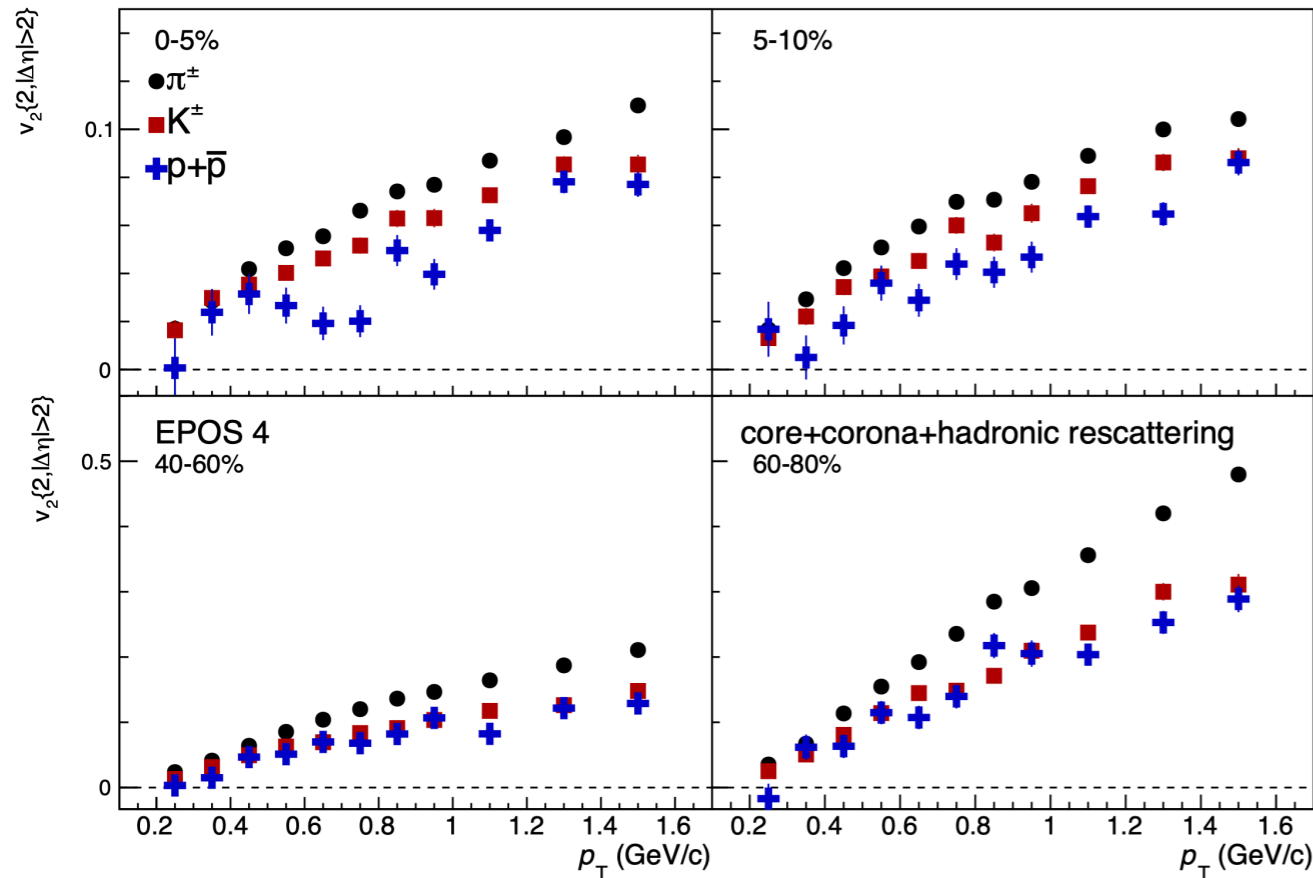 v₂{2,|Δη|>2}
0-5%
π±
K±
p+p̅
0.1
0
5-10%
v₂{2,|Δη|>2}
EPOS 4
40-60%
0.5
0
core+corona+hadronic rescattering
60-80%
0.2 0.4 0.6 0.8 1 1.2 1.4 1.6
p_T (GeV/c)
0.2 0.4 0.6 0.8 1 1.2 1.4 1.6
p_T (GeV/c)